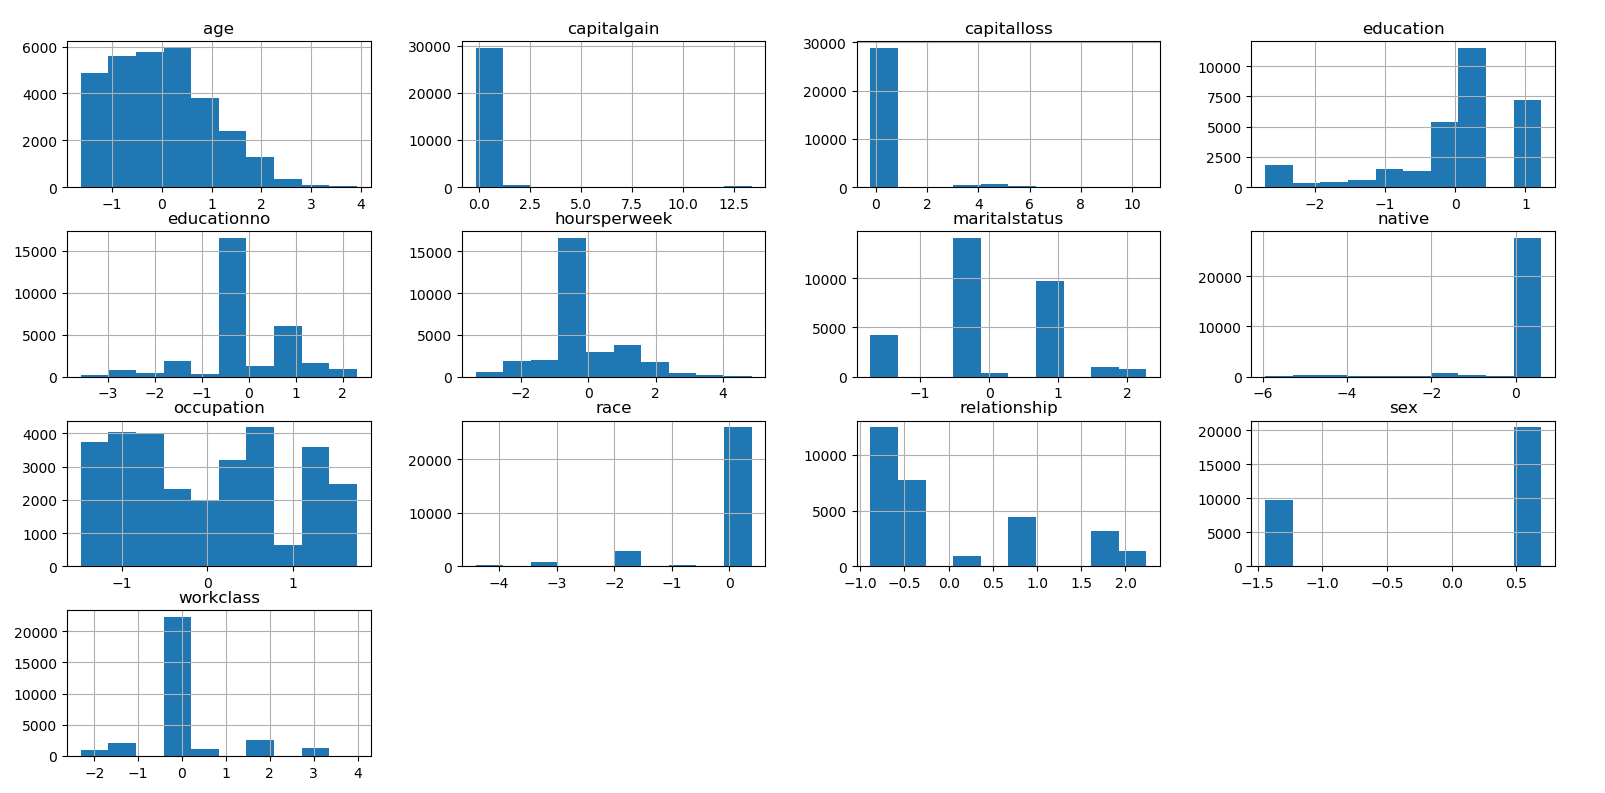 age capitalgain capitalloss education
6000 30000 30000 10000
4000 20000 20000 7500
2000 10000 10000 5000
2500
0 0 0 0
−1 0 1 2 3 4 0.0 2.5 5.0 7.5 10.0 12.5 0 2 4 6 8 10 −2 −1 0 1
educationno hoursperweek maritalstatus native
15000 15000 10000 20000
10000 10000 5000 10000
5000 5000
0 0 0 0
−3 −2 −1 0 1 2 −2 0 2 4 −1 0 1 2 −6 −4 −2 0
occupation race relationship sex
4000 20000 10000 20000
3000 15000
2000 10000 5000 10000
1000 5000
0 0 0 0
−1 0 1 −4 −3 −2 −1 0 −1.0 −0.5 0.0 0.5 1.0 1.5 2.0 −1.5 −1.0 −0.5 0.0 0.5
workclass
20000
15000
10000
5000
0
−2 −1 0 1 2 3 4